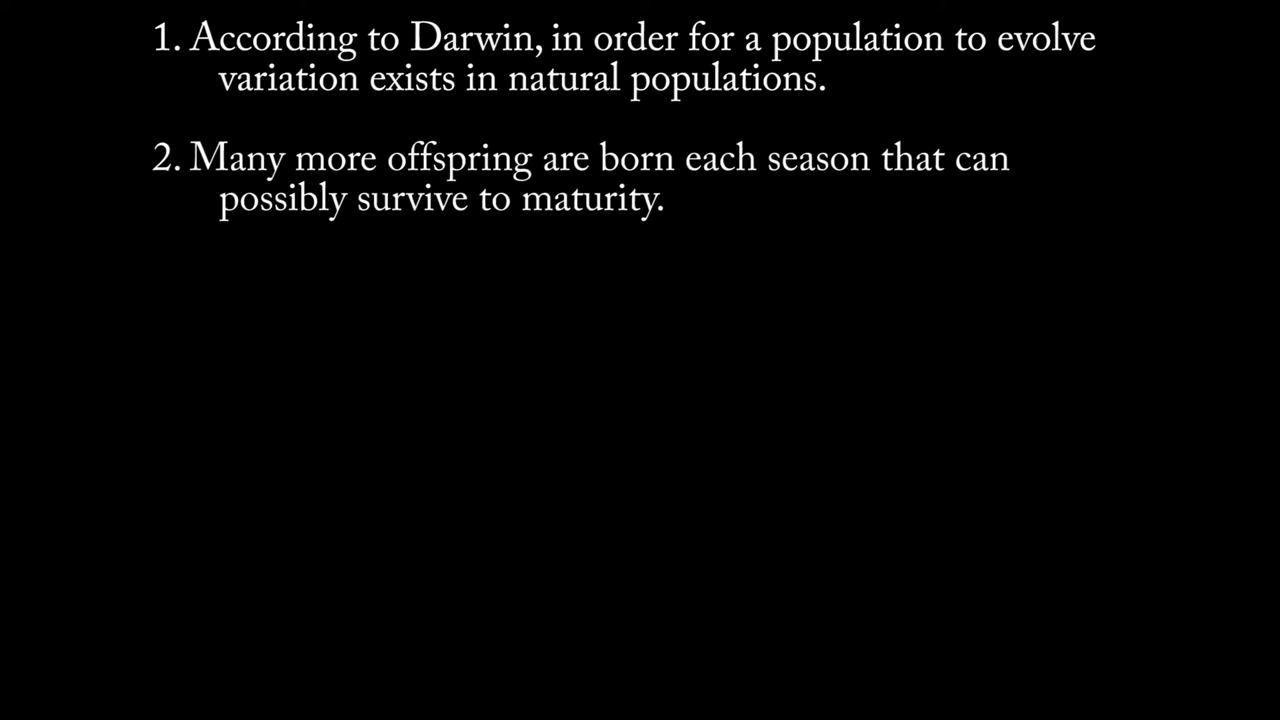 1. According to Darwin, in order for a population to evolve
variation exists in natural populations.
2. Many more offspring are born each season that can
possibly survive to maturity.